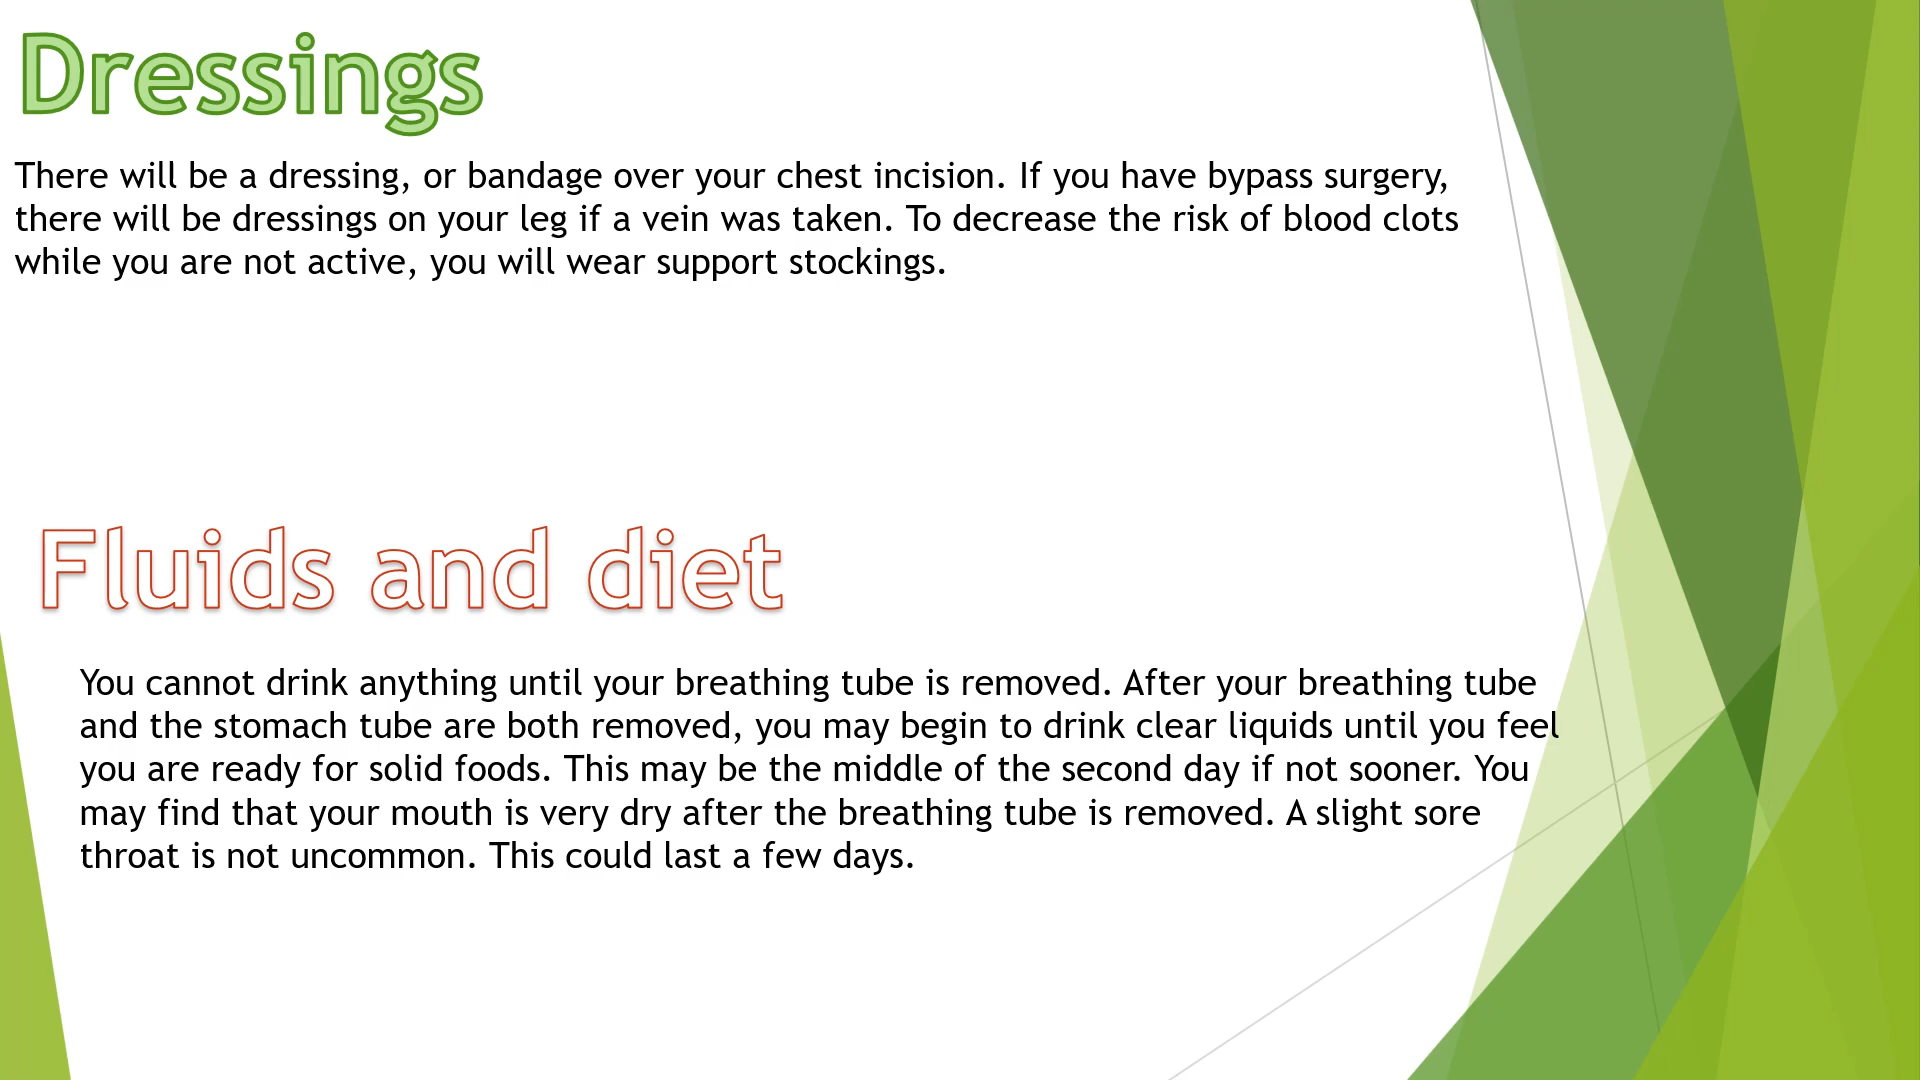 Dressings
There will be a dressing, or bandage over your chest incision. If you have bypass surgery,
there will be dressings on your leg if a vein was taken. To decrease the risk of blood clots
while you are not active, you will wear support stockings.
Fluids and diet
You cannot drink anything until your breathing tube is removed. After your breathing tube
and the stomach tube are both removed, you may begin to drink clear liquids until you feel
you are ready for solid foods. This may be the middle of the second day if not sooner. You
may find that your mouth is very dry after the breathing tube is removed. A slight sore
throat is not uncommon. This could last a few days.